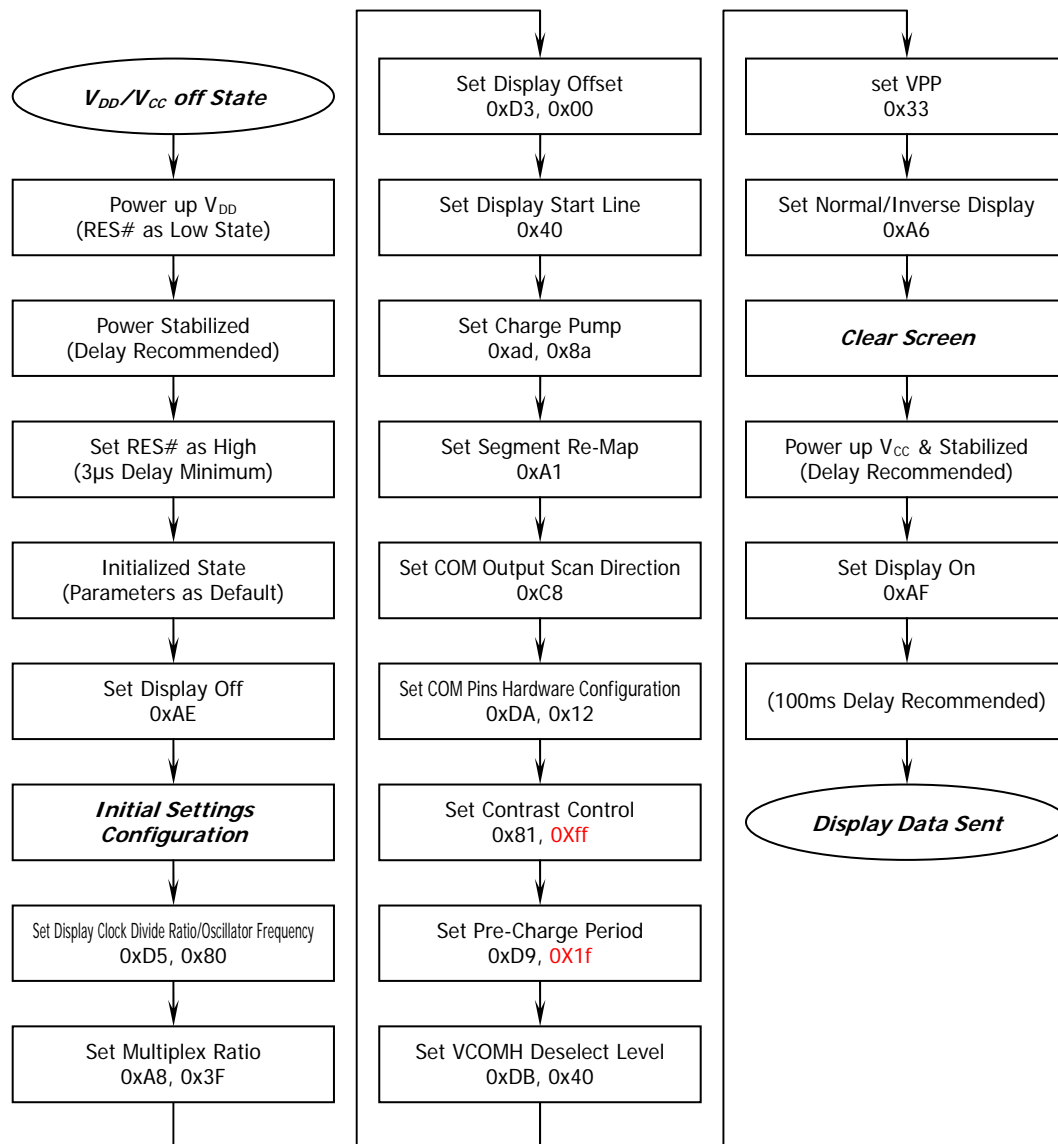 V_DD/V_CC off State
Power up V_DD
(RES# as Low State)
Power Stabilized
(Delay Recommended)
Set RES# as High
(3µs Delay Minimum)
Initialized State
(Parameters as Default)
Set Display Off
0xAE
Initial Settings
Configuration
Set Display Clock Divide Ratio/Oscillator Frequency
0xD5, 0x80
Set Multiplex Ratio
0xA8, 0x3F
Set Display Offset
0xD3, 0x00
Set Display Start Line
0x40
Set Charge Pump
0xad, 0x8a
Set Segment Re-Map
0xA1
Set COM Output Scan Direction
0xC8
Set COM Pins Hardware Configuration
0xDA, 0x12
Set Contrast Control
0x81, 0Xff
Set Pre-Charge Period
0xD9, 0X1f
Set VCOMH Deselect Level
0xDB, 0x40
set VPP
0x33
Set Normal/Inverse Display
0xA6
Clear Screen
Power up V_CC & Stabilized
(Delay Recommended)
Set Display On
0xAF
(100ms Delay Recommended)
Display Data Sent